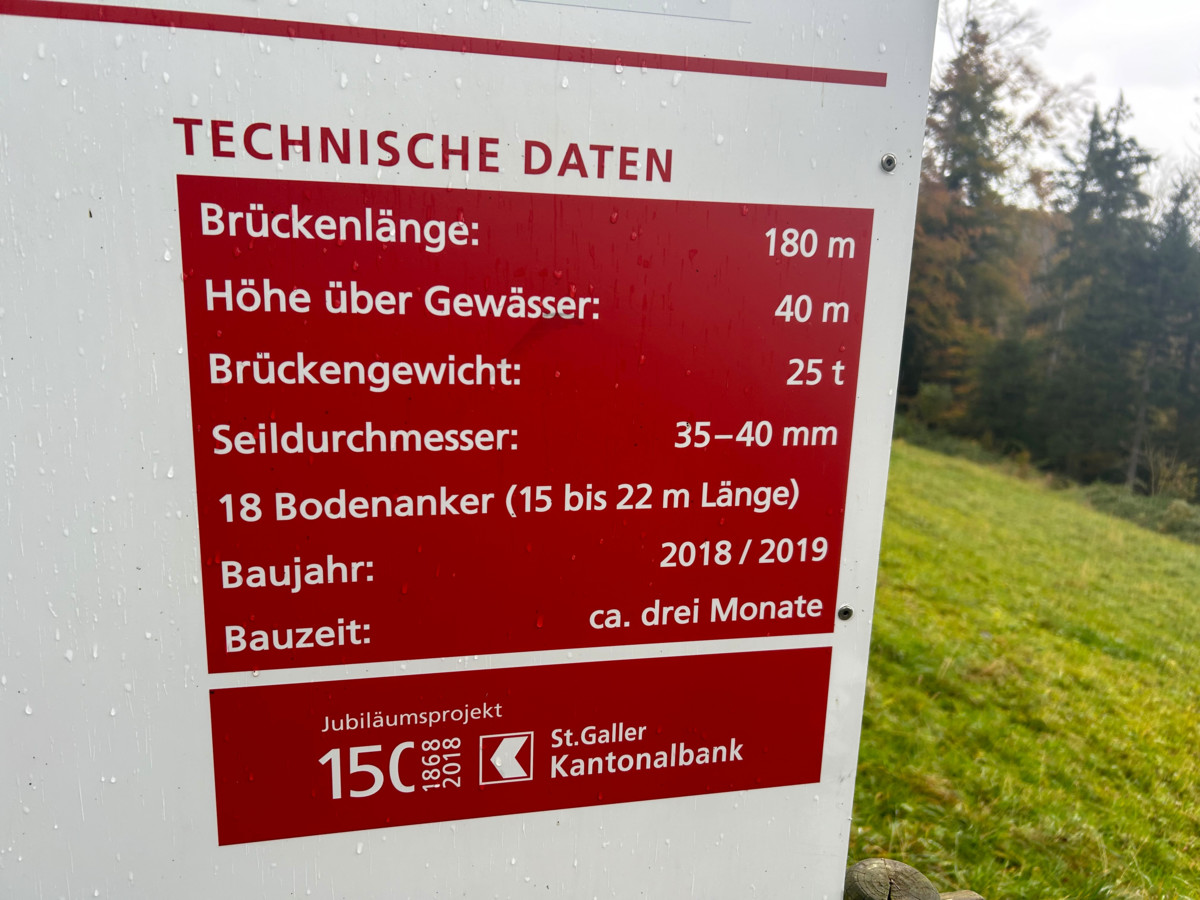 TECHNISCHE DATEN
Brückenlänge: 180 m
Höhe über Gewässer: 40 m
Brückengewicht: 25 t
Seildurchmesser: 35–40 mm
18 Bodenanker (15 bis 22 m Länge)
Baujahr: 2018 / 2019
Bauzeit: ca. drei Monate
Jubiläumsprojekt
150 1868 2018
St.Galler
Kantonalbank